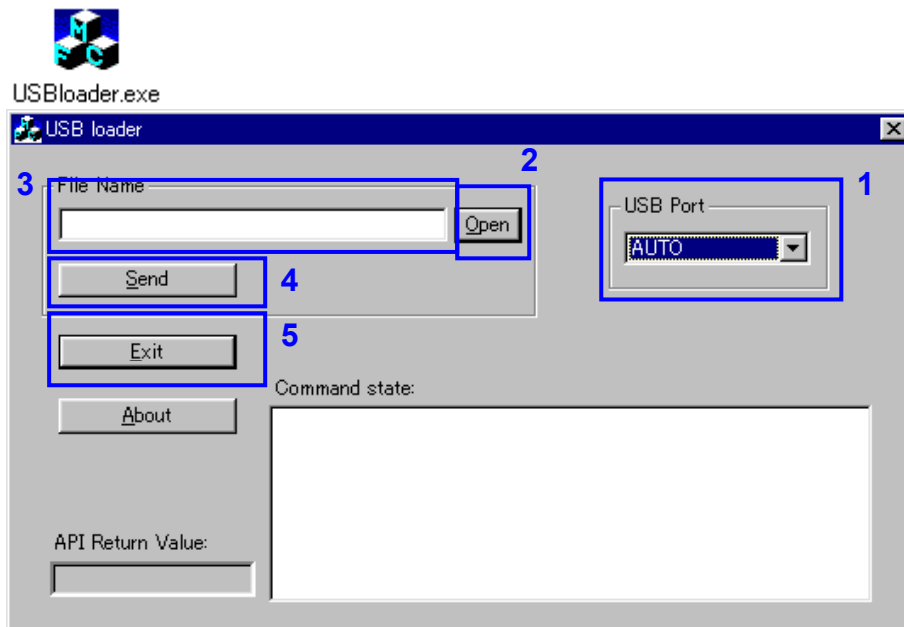 M
F C
USBloader.exe
USB loader
2
1
3
File Name
USB Port
Open
AUTO
Send
4
5
Exit
Command state:
About
API Return Value: